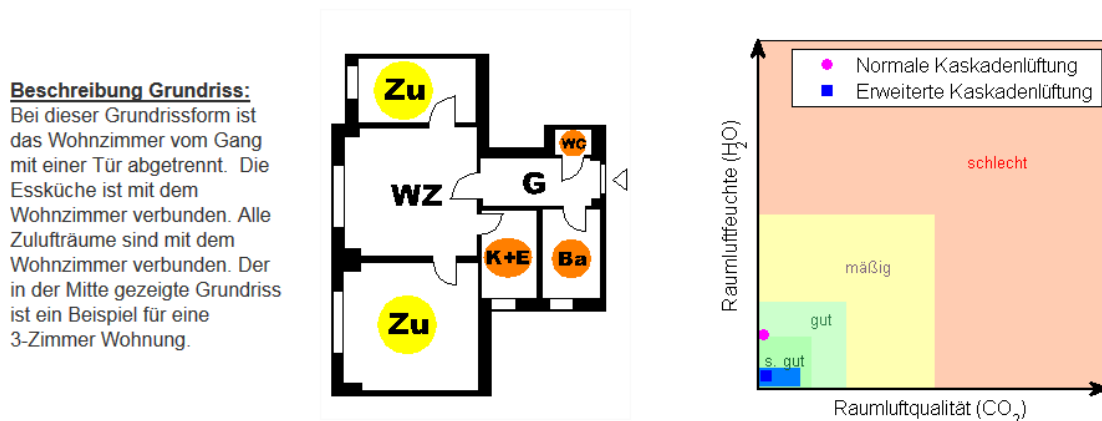 Beschreibung Grundriss:
Bei dieser Grundrissform ist
das Wohnzimmer vom Gang
mit einer Tür abgetrennt.  Die
Essküche ist mit dem
Wohnzimmer verbunden. Alle
Zulufträume sind mit dem
Wohnzimmer verbunden. Der
in der Mitte gezeigte Grundriss
ist ein Beispiel für eine
3-Zimmer Wohnung.
Zu
WC
G
WZ
K+E
Ba
Zu
Normale Kaskadenlüftung
Erweiterte Kaskadenlüftung
schlecht
mäßig
gut
s. gut
Raumluftfeuchte (H₂O)
Raumluftqualität (CO₂)